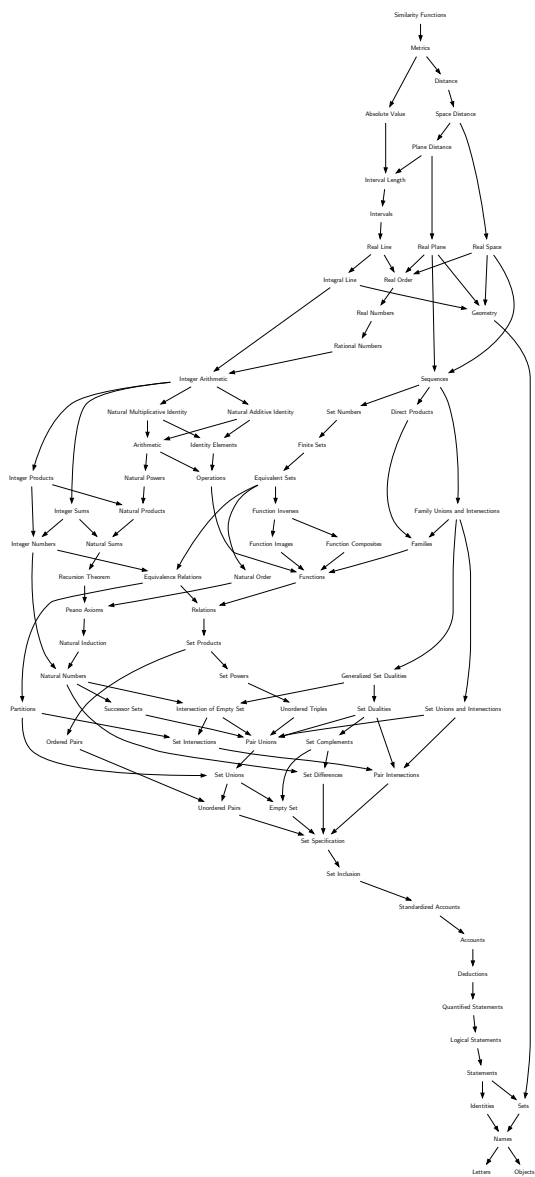 Similarity Functions
Metrics
Distance
Absolute Value
Space Distance
Plane Distance
Interval Length
Intervals
Real Line
Real Plane
Real Space
Integral Line
Real Order
Real Numbers
Geometry
Rational Numbers
Integer Arithmetic
Sequences
Natural Multiplicative Identity
Natural Additive Identity
Set Numbers
Direct Products
Arithmetic
Identity Elements
Finite Sets
Integer Products
Natural Powers
Operations
Equivalent Sets
Integer Sums
Natural Products
Function Inverses
Family Unions and Intersections
Integer Numbers
Natural Sums
Function Images
Function Composites
Families
Recursion Theorem
Equivalence Relations
Natural Order
Functions
Peano Axioms
Relations
Natural Induction
Set Products
Natural Numbers
Set Powers
Generalized Set Dualities
Partitions
Successor Sets
Intersection of Empty Set
Unordered Triples
Set Dualities
Set Unions and Intersections
Ordered Pairs
Set Intersections
Pair Unions
Set Complements
Set Unions
Set Differences
Pair Intersections
Unordered Pairs
Empty Set
Set Specification
Set Inclusion
Standardized Accounts
Accounts
Deductions
Quantified Statements
Logical Statements
Statements
Identities
Sets
Names
Letters
Objects